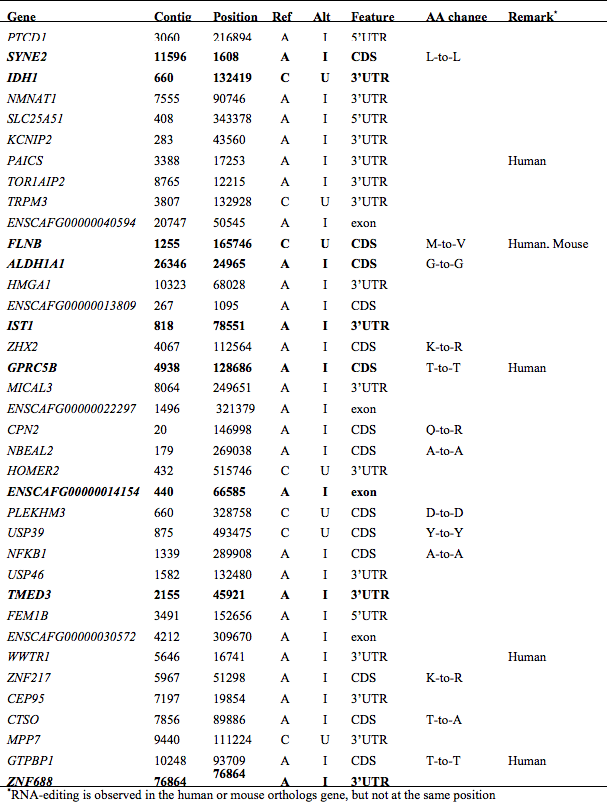 Gene Contig Position Ref Alt Feature AA change Remark*
PTCD1 3060 216894 A I 5'UTR
SYNE2 11596 1608 A I CDS L-to-L
IDH1 660 132419 C U 3'UTR
NMNAT1 7555 90746 A I 3'UTR
SLC25A51 408 343378 A I 5'UTR
KCNIP2 283 43560 A I 3'UTR
PAICS 3388 17253 A I 3'UTR Human
TOR1AIP2 8765 12215 A I 3'UTR
TRPM3 3807 132928 C U 3'UTR
ENSCAFG00000040594 20747 50545 A I exon
FLNB 1255 165746 C U CDS M-to-V Human. Mouse
ALDH1A1 26346 24965 A I CDS G-to-G
HMGA1 10323 68028 A I 3'UTR
ENSCAFG00000013809 267 1095 A I CDS
IST1 818 78551 A I 3'UTR
ZHX2 4067 112564 A I CDS K-to-R
GPRC5B 4938 128686 A I CDS T-to-T Human
MICAL3 8064 249651 A I 3'UTR
ENSCAFG00000022297 1496 321379 A I exon
CPN2 20 146998 A I CDS Q-to-R
NBEAL2 179 269038 A I CDS A-to-A
HOMER2 432 515746 C U 3'UTR
ENSCAFG00000014154 440 66585 A I exon
PLEKHM3 660 328758 C U CDS D-to-D
USP39 875 493475 C U CDS Y-to-Y
NFKB1 1339 289908 A I CDS A-to-A
USP46 1582 132480 A I 3'UTR
TMED3 2155 45921 A I 3'UTR
FEM1B 3491 152656 A I 5'UTR
ENSCAFG00000030572 4212 309670 A I exon
WWTR1 5646 16741 A I 3'UTR Human
ZNF217 5967 51298 A I CDS K-to-R
CEP95 7197 19854 A I 3'UTR
CTSO 7856 89886 A I CDS T-to-A
MPP7 9440 111224 C U 3'UTR
GTPBP1 10248 93709 A I CDS T-to-T Human
ZNF688 76864 76864 A I 3'UTR
*RNA-editing is observed in the human or mouse orthologs gene, but not at the same position